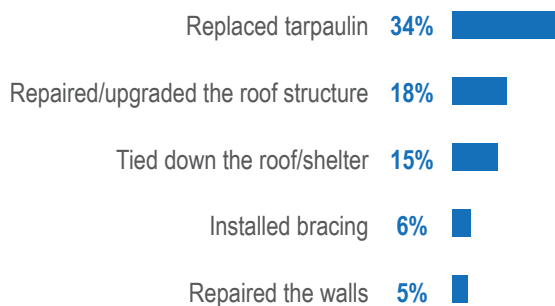 Replaced tarpaulin 34%
Repaired/upgraded the roof structure 18%
Tied down the roof/shelter 15%
Installed bracing 6%
Repaired the walls 5%